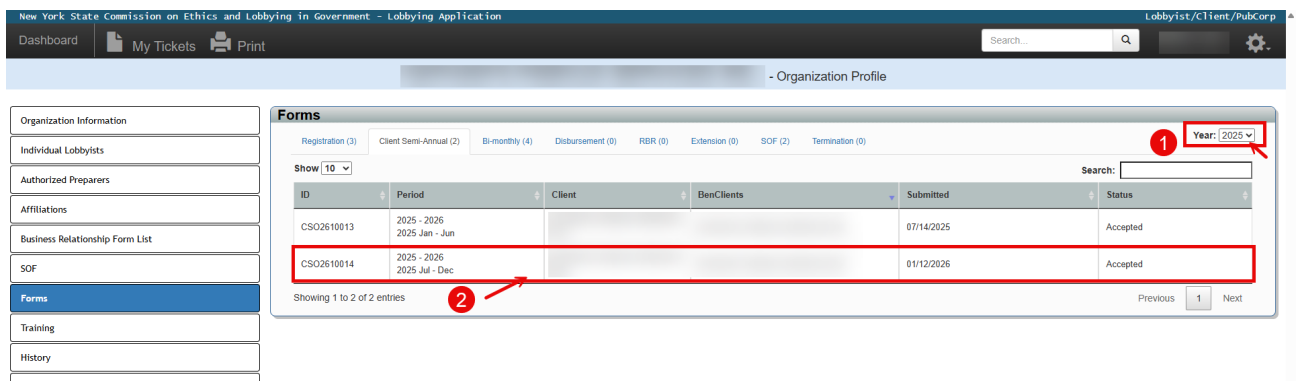 New York State Commission on Ethics and Lobbying in Government - Lobbying Application Lobbyist/Client/PubCorp
Dashboard My Tickets Print Search...
- Organization Profile
Organization Information
Individual Lobbyists
Authorized Preparers
Affiliations
Business Relationship Form List
SOF
Forms
Training
History
Forms
Registration (3) Client Semi-Annual (2) Bi-monthly (4) Disbursement (0) RBR (0) Extension (0) SOF (2) Termination (0) 1 Year: 2025
Show 10 Search:
ID Period Client BenClients Submitted Status
CSO2610013 2025 - 2026 07/14/2025 Accepted
2025 Jan - Jun
CSO2610014 2025 - 2026 01/12/2026 Accepted
2025 Jul - Dec
Showing 1 to 2 of 2 entries 2 Previous 1 Next